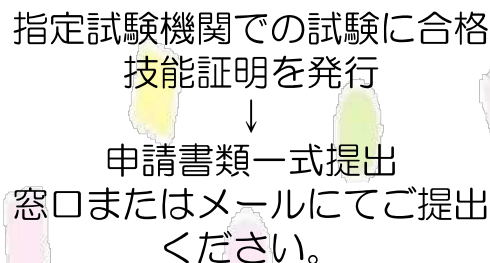 指定試験機関での試験に合格
技能証明を発行
↓
申請書類一式提出
窓口またはメールにてご提出
ください。